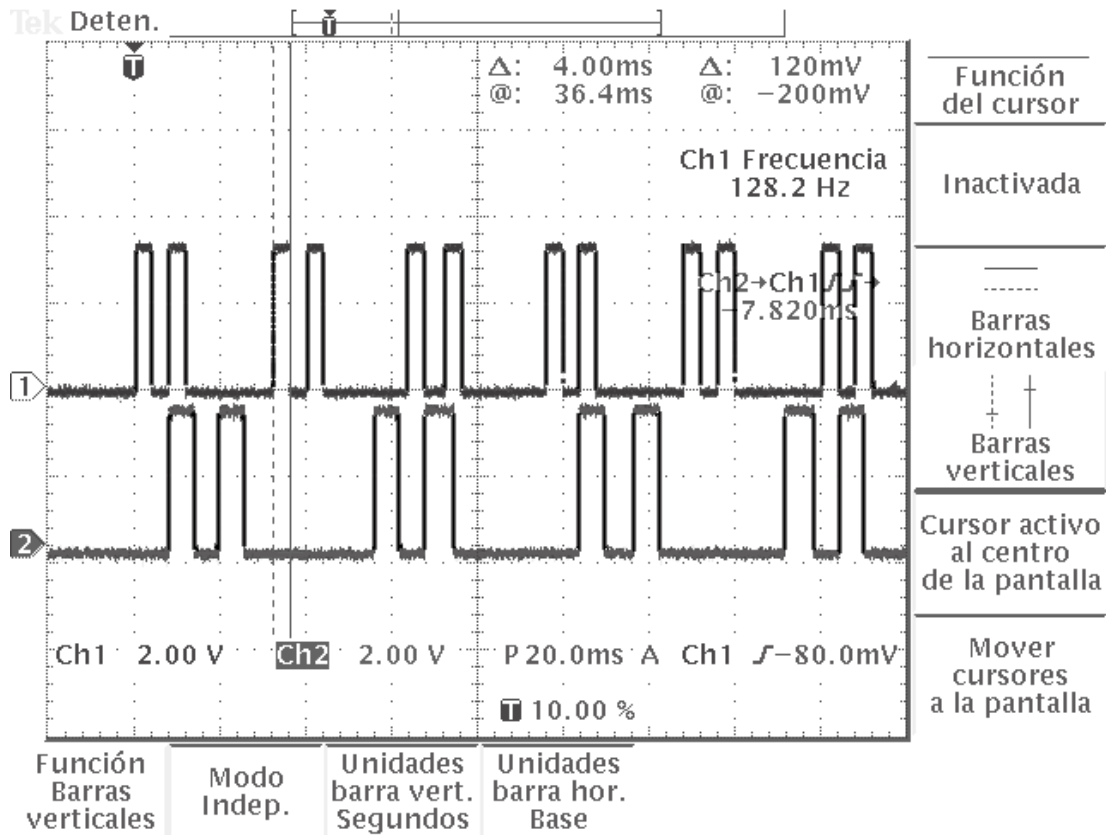 Tek Deten.
T
T
Δ: 4.00ms Δ: 120mV
@: 36.4ms @: −200mV
Ch1 Frecuencia
128.2 Hz
Ch2→Ch1
−7.820ms
1
2
Ch1 2.00 V Ch2 2.00 V P 20.0ms A Ch1 −80.0mV
T 10.00 %
Función
del cursor
Inactivada
Barras
horizontales
Barras
verticales
Cursor activo
al centro
de la pantalla
Mover
cursores
a la pantalla
Función
Barras
verticales
Modo
Indep.
Unidades
barra vert.
Segundos
Unidades
barra hor.
Base